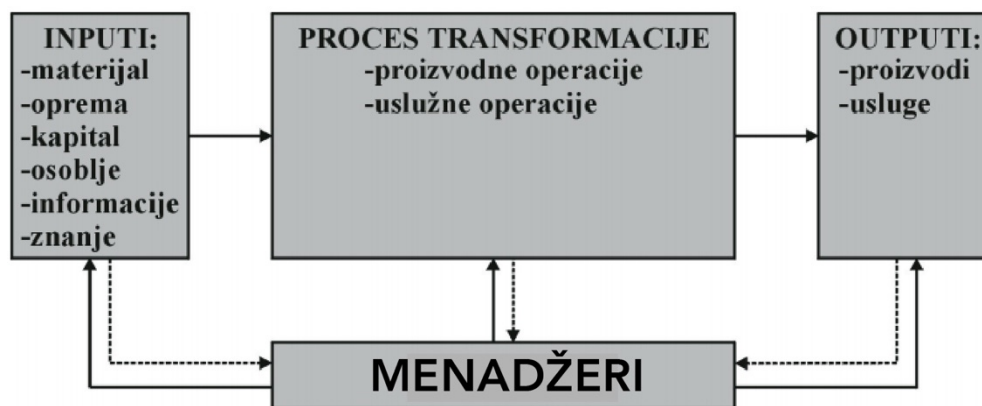 INPUTI:
-materijal
-oprema
-kapital
-osoblje
-informacije
-znanje
PROCES TRANSFORMACIJE
-proizvodne operacije
-uslužne operacije
OUTPUTI:
-proizvodi
-usluge
MENADŽERI